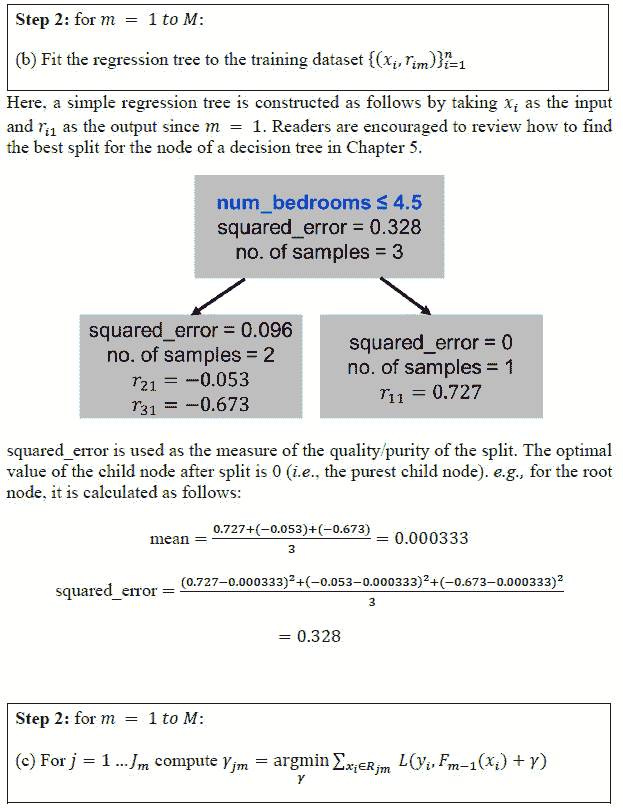 Step 2: for m = 1 to M:
(b) Fit the regression tree to the training dataset {(xᵢ, rᵢₘ)}ⁿᵢ₌₁
Here, a simple regression tree is constructed as follows by taking xᵢ as the input
and rᵢ₁ as the output since m = 1. Readers are encouraged to review how to find
the best split for the node of a decision tree in Chapter 5.
num_bedrooms ≤ 4.5
squared_error = 0.328
no. of samples = 3
squared_error = 0.096
no. of samples = 2
r₂₁ = −0.053
r₃₁ = −0.673
squared_error = 0
no. of samples = 1
r₁₁ = 0.727
squared_error is used as the measure of the quality/purity of the split. The optimal
value of the child node after split is 0 (i.e., the purest child node). e.g., for the root
node, it is calculated as follows:
mean = (0.727+(−0.053)+(−0.673))/3 = 0.000333
squared_error = ((0.727−0.000333)²+(−0.053−0.000333)²+(−0.673−0.000333)²)/3
= 0.328
Step 2: for m = 1 to M:
(c) For j = 1 … Jₘ compute γⱼₘ = argmin_γ ∑_{xᵢ∈Rⱼₘ} L(yᵢ, Fₘ₋₁(xᵢ) + γ)